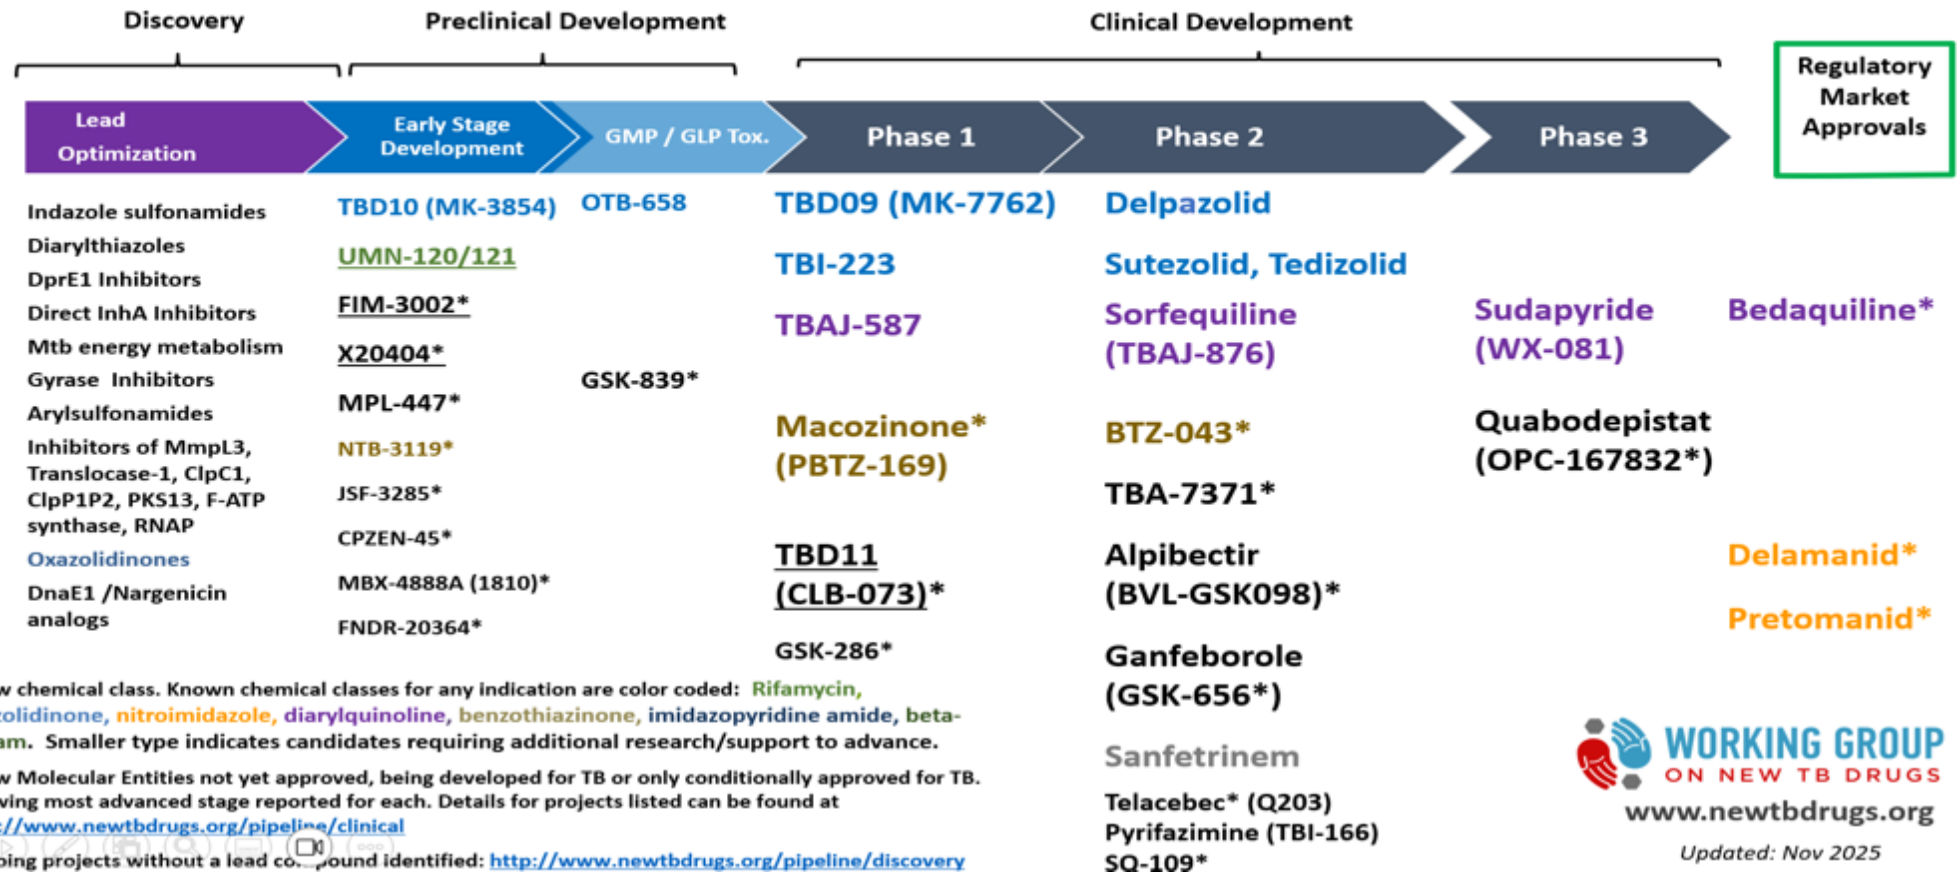 Discovery
Preclinical Development
Clinical Development
Regulatory
Market
Approvals
Lead
Optimization
Early Stage
Development
GMP / GLP Tox.
Phase 1
Phase 2
Phase 3
Indazole sulfonamides
Diarylthiazoles
DprE1 Inhibitors
Direct InhA Inhibitors
Mtb energy metabolism
Gyrase Inhibitors
Arylsulfonamides
Inhibitors of MmpL3,
Translocase-1, ClpC1,
ClpP1P2, PKS13, F-ATP
synthase, RNAP
Oxazolidinones
DnaE1 /Nargenicin
analogs
TBD10 (MK-3854)
UMN-120/121
FIM-3002*
X20404*
MPL-447*
NTB-3119*
JSF-3285*
CPZEN-45*
MBX-4888A (1810)*
FNDR-20364*
OTB-658
GSK-839*
TBD09 (MK-7762)
TBI-223
TBAJ-587
Macozinone*
(PBTZ-169)
TBD11
(CLB-073)*
GSK-286*
Delpazolid
Sutezolid, Tedizolid
Sorfequiline
(TBAJ-876)
BTZ-043*
TBA-7371*
Alpibectir
(BVL-GSK098)*
Ganfeborole
(GSK-656*)
Sanfetrinem
Telacebec* (Q203)
Pyrifazimine (TBI-166)
SQ-109*
Sudapyride
(WX-081)
Quabodepistat
(OPC-167832*)
Bedaquiline*
Delamanid*
Pretomanid*
chemical class. Known chemical classes for any indication are color coded: Rifamycin,
nitroimidazole, diarylquinoline, benzothiazinone, imidazopyridine amide, beta-
Smaller type indicates candidates requiring additional research/support to advance.
Molecular Entities not yet approved, being developed for TB or only conditionally approved for TB.
most advanced stage reported for each. Details for projects listed can be found at
://www.newtbdrugs.org/pipeline/clinical
projects without a lead identified: http://www.newtbdrugs.org/pipeline/discovery
WORKING GROUP
ON NEW TB DRUGS
www.newtbdrugs.org
Updated: Nov 2025